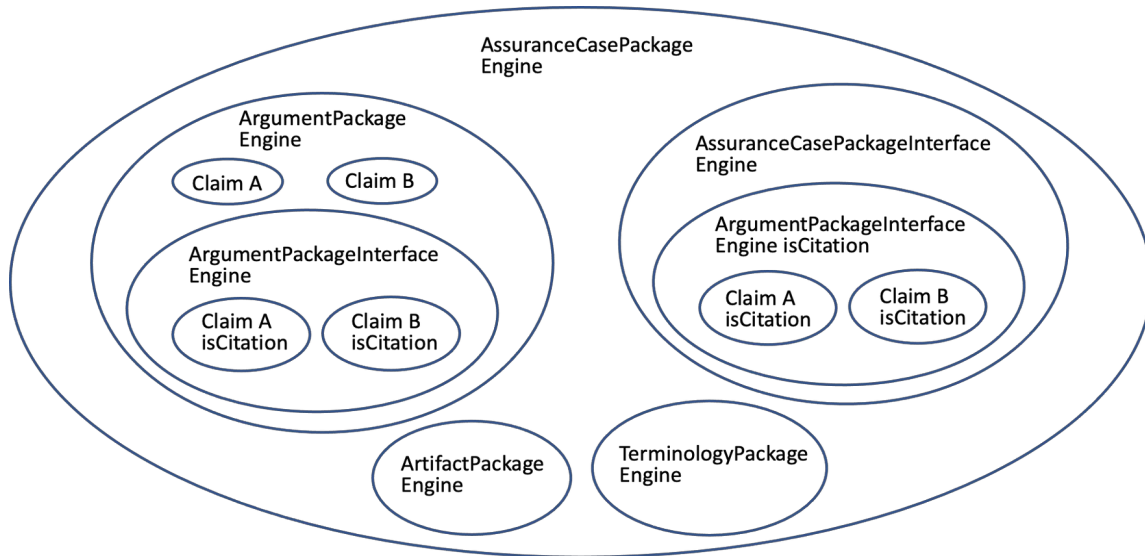 AssuranceCasePackage
Engine
ArgumentPackage
Engine
Claim A
Claim B
ArgumentPackageInterface
Engine
Claim A
isCitation
Claim B
isCitation
AssuranceCasePackageInterface
Engine
ArgumentPackageInterface
Engine isCitation
Claim A
isCitation
Claim B
isCitation
ArtifactPackage
Engine
TerminologyPackage
Engine